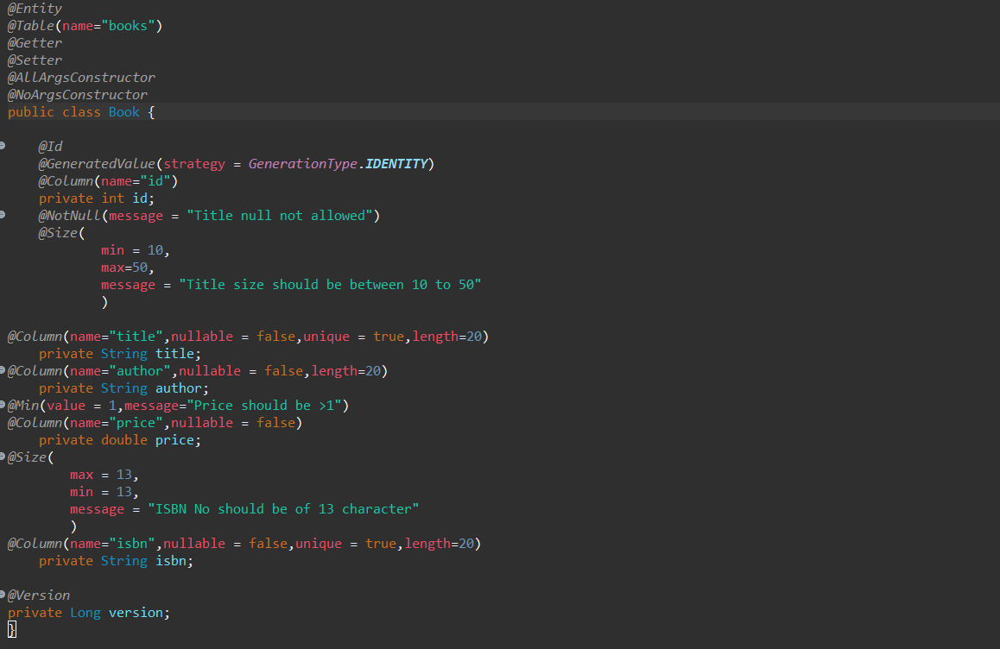 @Entity
@Table(name="books")
@Getter
@Setter
@AllArgsConstructor
@NoArgsConstructor
public class Book {
@Id
@GeneratedValue(strategy = GenerationType.IDENTITY)
@Column(name="id")
private int id;
@NotNull(message = "Title null not allowed")
@Size(
min = 10,
max=50,
message = "Title size should be between 10 to 50"
)
@Column(name="title",nullable = false,unique = true,length=20)
private String title;
@Column(name="author",nullable = false,length=20)
private String author;
@Min(value = 1,message="Price should be >1")
@Column(name="price",nullable = false)
private double price;
@Size(
max = 13,
min = 13,
message = "ISBN No should be of 13 character"
)
@Column(name="isbn",nullable = false,unique = true,length=20)
private String isbn;
@Version
private Long version;
}